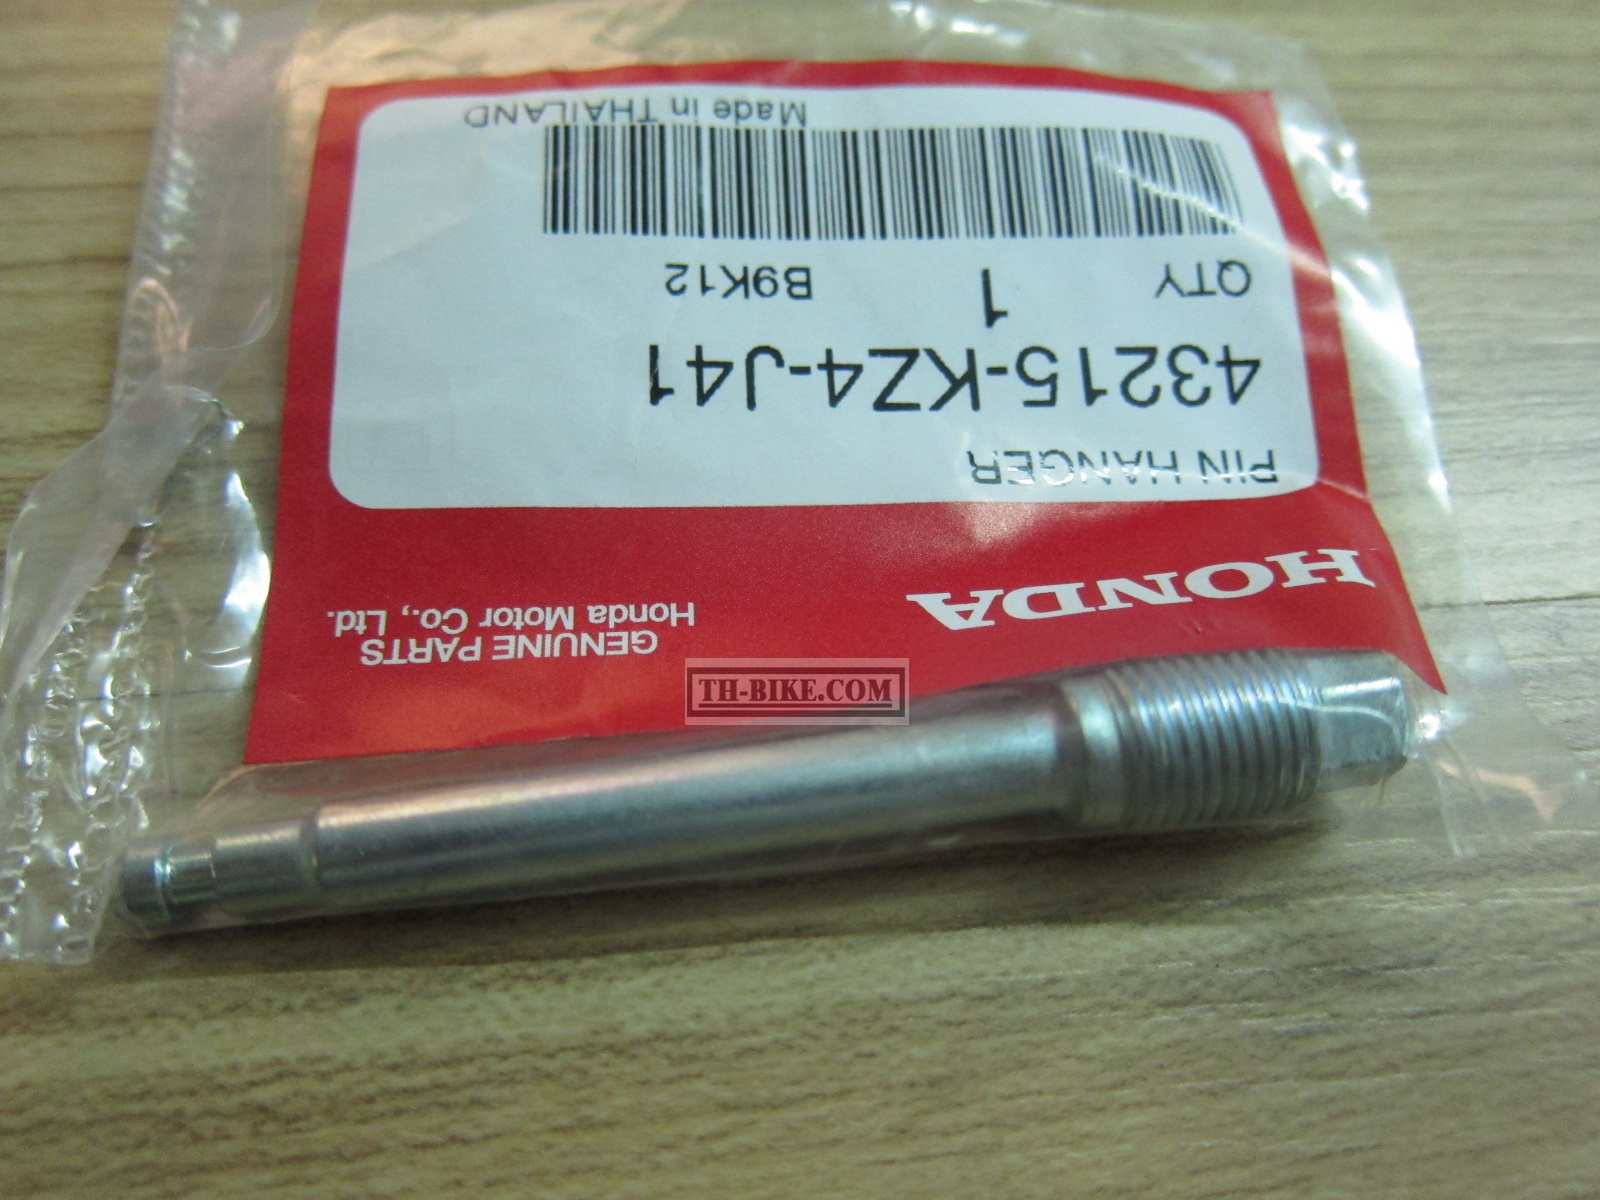 HONDA
GENUINE PARTS
Honda Motor Co., Ltd.
PIN HANGER
43215-KZ4-J41
QTY 1 B9K12
Made in THAILAND
TH-BIKE.COM